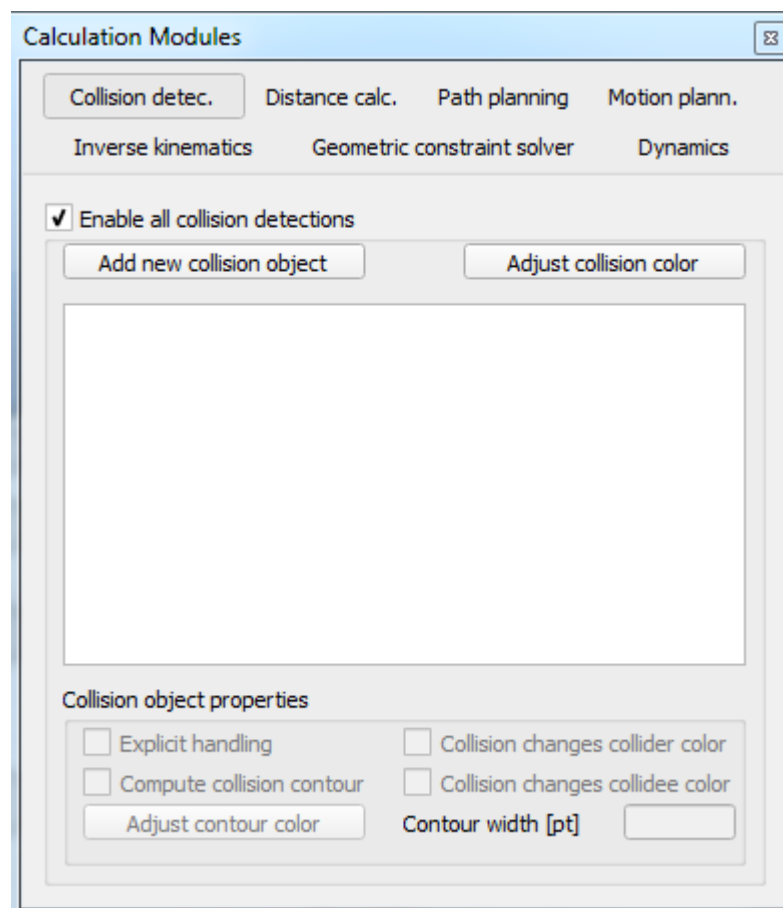 Calculation Modules
Collision detec. Distance calc. Path planning Motion plann.
Inverse kinematics Geometric constraint solver Dynamics
Enable all collision detections
Add new collision object Adjust collision color
Collision object properties
Explicit handling Collision changes collider color
Compute collision contour Collision changes collidee color
Adjust contour color Contour width [pt]